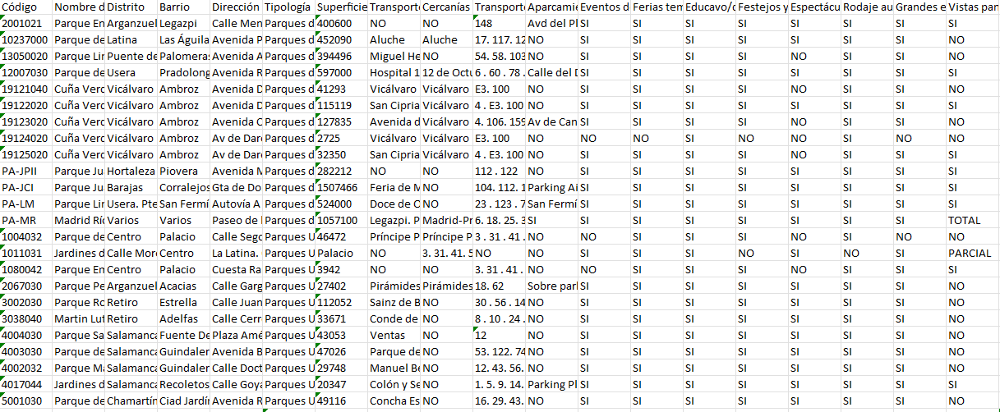 Código Nombre d Distrito Barrio Dirección Tipología Superficie Transporte Cercanías Transporte Aparcamie Eventos d Ferias tem Educavo/c Festejos y Espectácu Rodaje au Grandes e Vistas pan
2001021 Parque En Arganzuel Legazpi Calle Men Parques d 400600 NO NO 148 Avd del Pl SI SI SI SI SI SI SI SI
10237000 Parque de Latina Las Águila Avenida P Parques d 452090 Aluche Aluche 17. 117. 12 NO SI SI SI SI SI SI SI NO
13050020 Parque Lin Puente de Palomeras Avenida A Parques d 394496 Miguel He NO 54. 58. 103 NO SI SI SI SI NO SI SI NO
12007030 Parque de Usera Pradolong Avenida R Parques d 597000 Hospital 1 12 de Octu 6 . 60 . 78 . Calle del D SI SI SI SI SI SI SI SI
19121040 Cuña Verd Vicálvaro Ambroz Avenida D Parques d 41293 Vicálvaro Vicálvaro E3. 100 NO SI SI SI SI NO SI SI NO
19122020 Cuña Verd Vicálvaro Ambroz Avenida D Parques d 115119 San Cipria Vicálvaro 4 . E3. 100 NO SI SI SI SI SI SI SI SI
19123020 Cuña Verd Vicálvaro Ambroz Avenida D Parques d 127835 Avenida d Vicálvaro 4. 106. 159 Av de Can SI SI SI SI NO SI SI SI
19124020 Cuña Verd Vicálvaro Ambroz Av de Dar Parques d 2725 Vicálvaro Vicálvaro E3. 100 NO NO NO SI NO NO SI NO NO
19125020 Cuña Verd Vicálvaro Ambroz Av de Dar Parques d 32350 San Cipria Vicálvaro 4 . E3. 100 NO SI SI SI SI NO SI SI SI
PA-JPII Parque Ju Hortaleza Piovera Avenida M Parques d 282212 NO NO 112 . 122 NO SI SI SI SI SI SI SI SI
PA-JCI Parque Ju Barajas Corralejos Gta de Do Parques d 1507466 Feria de M NO 104. 112. 1 Parking Ai SI SI SI SI SI SI SI SI
PA-LM Parque Lin Usera. Pte San Fermí Autovía A Parques d 524000 Doce de O NO 23 . 123 . 7 San Fermí SI SI SI SI SI SI SI SI
PA-MR Madrid Río Varios Varios Paseo de Parques d 1057100 Legazpi. P Madrid-Pr 6. 18. 25. 3 SI SI SI SI SI SI SI SI TOTAL
1004032 Parque de Centro Palacio Calle Sego Parques U 46472 Príncipe P Príncipe P 3 . 31 . 41 . NO NO SI SI SI NO SI NO NO
1011031 Jardines d Calle Mor Centro La Latina. Parques U Palacio NO 3. 31. 41. 5 NO NO SI SI SI NO SI NO SI PARCIAL
1080042 Parque En Centro Palacio Cuesta Ra Parques U 3942 NO NO 3. 31 . 41 . NO NO SI SI SI NO SI SI SI
2067030 Parque Pe Arganzuel Acacias Calle Garg Parques U 27402 Pirámides Pirámides 18. 62 Sobre parl SI SI SI SI SI SI SI NO
3002030 Parque Ro Retiro Estrella Calle Juan Parques U 112052 Sainz de B NO 30 . 56 . 14 NO SI SI SI SI SI SI SI NO
3038040 Martin Lut Retiro Adelfas Calle Cerr Parques U 33671 Conde de NO 8 . 10 . 24 . NO SI SI SI SI SI SI SI NO
4004030 Parque Sa Salamanca Fuente De Plaza Amé Parques U 43053 Ventas NO 12 NO SI SI SI SI SI SI SI NO
4003030 Parque de Salamanca Guindaler Avenida B Parques U 47026 Parque de NO 53. 122. 74 NO SI SI SI SI SI SI SI NO
4002032 Parque Ma Salamanca Guindaler Calle Doct Parques U 29748 Manuel Be NO 12. 43. 56. NO SI SI SI SI SI SI SI NO
4017044 Jardines d Salamanca Recoletos Calle Goya Parques U 20347 Colón y Se NO 1. 5. 9. 14. Parking Pl SI SI SI SI SI SI SI SI
5001030 Parque de Chamartín Ciad Jardí Avenida R Parques U 49116 Concha Es NO 16. 29. 43. NO SI SI SI SI SI SI SI NO